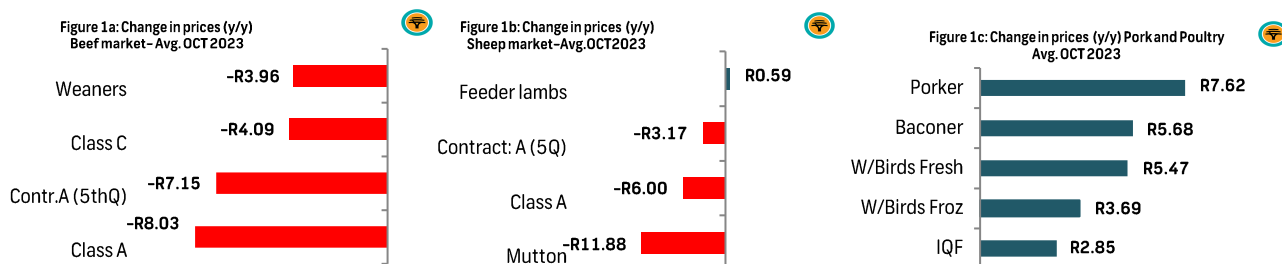 Figure 1a: Change in prices (y/y)
Beef market– Avg. OCT 2023
Weaners
–R3.96
Class C
–R4.09
Contr.A (5thQ)
–R7.15
Class A
–R8.03
Figure 1b: Change in prices (y/y)
Sheep market–Avg.OCT2023
Feeder lambs
R0.59
Contract: A (5Q)
–R3.17
Class A
–R6.00
Mutton
–R11.88
Figure 1c: Change in prices (y/y) Pork and Poultry
Avg. OCT 2023
Porker
R7.62
Baconer
R5.68
W/Birds Fresh
R5.47
W/Birds Froz
R3.69
IQF
R2.85